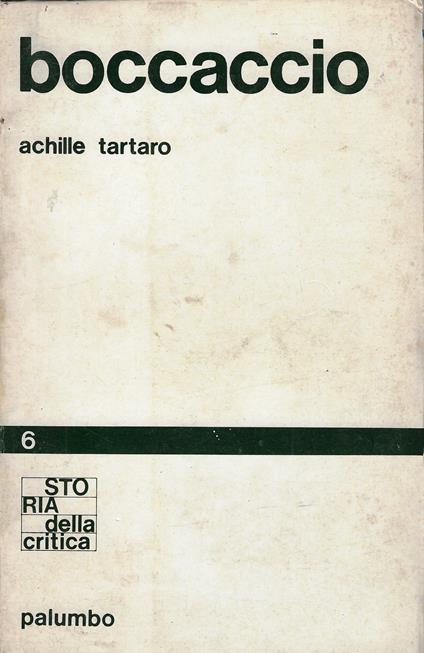 boccaccio
achille tartaro
6
STO
RIA
della
critica
palumbo